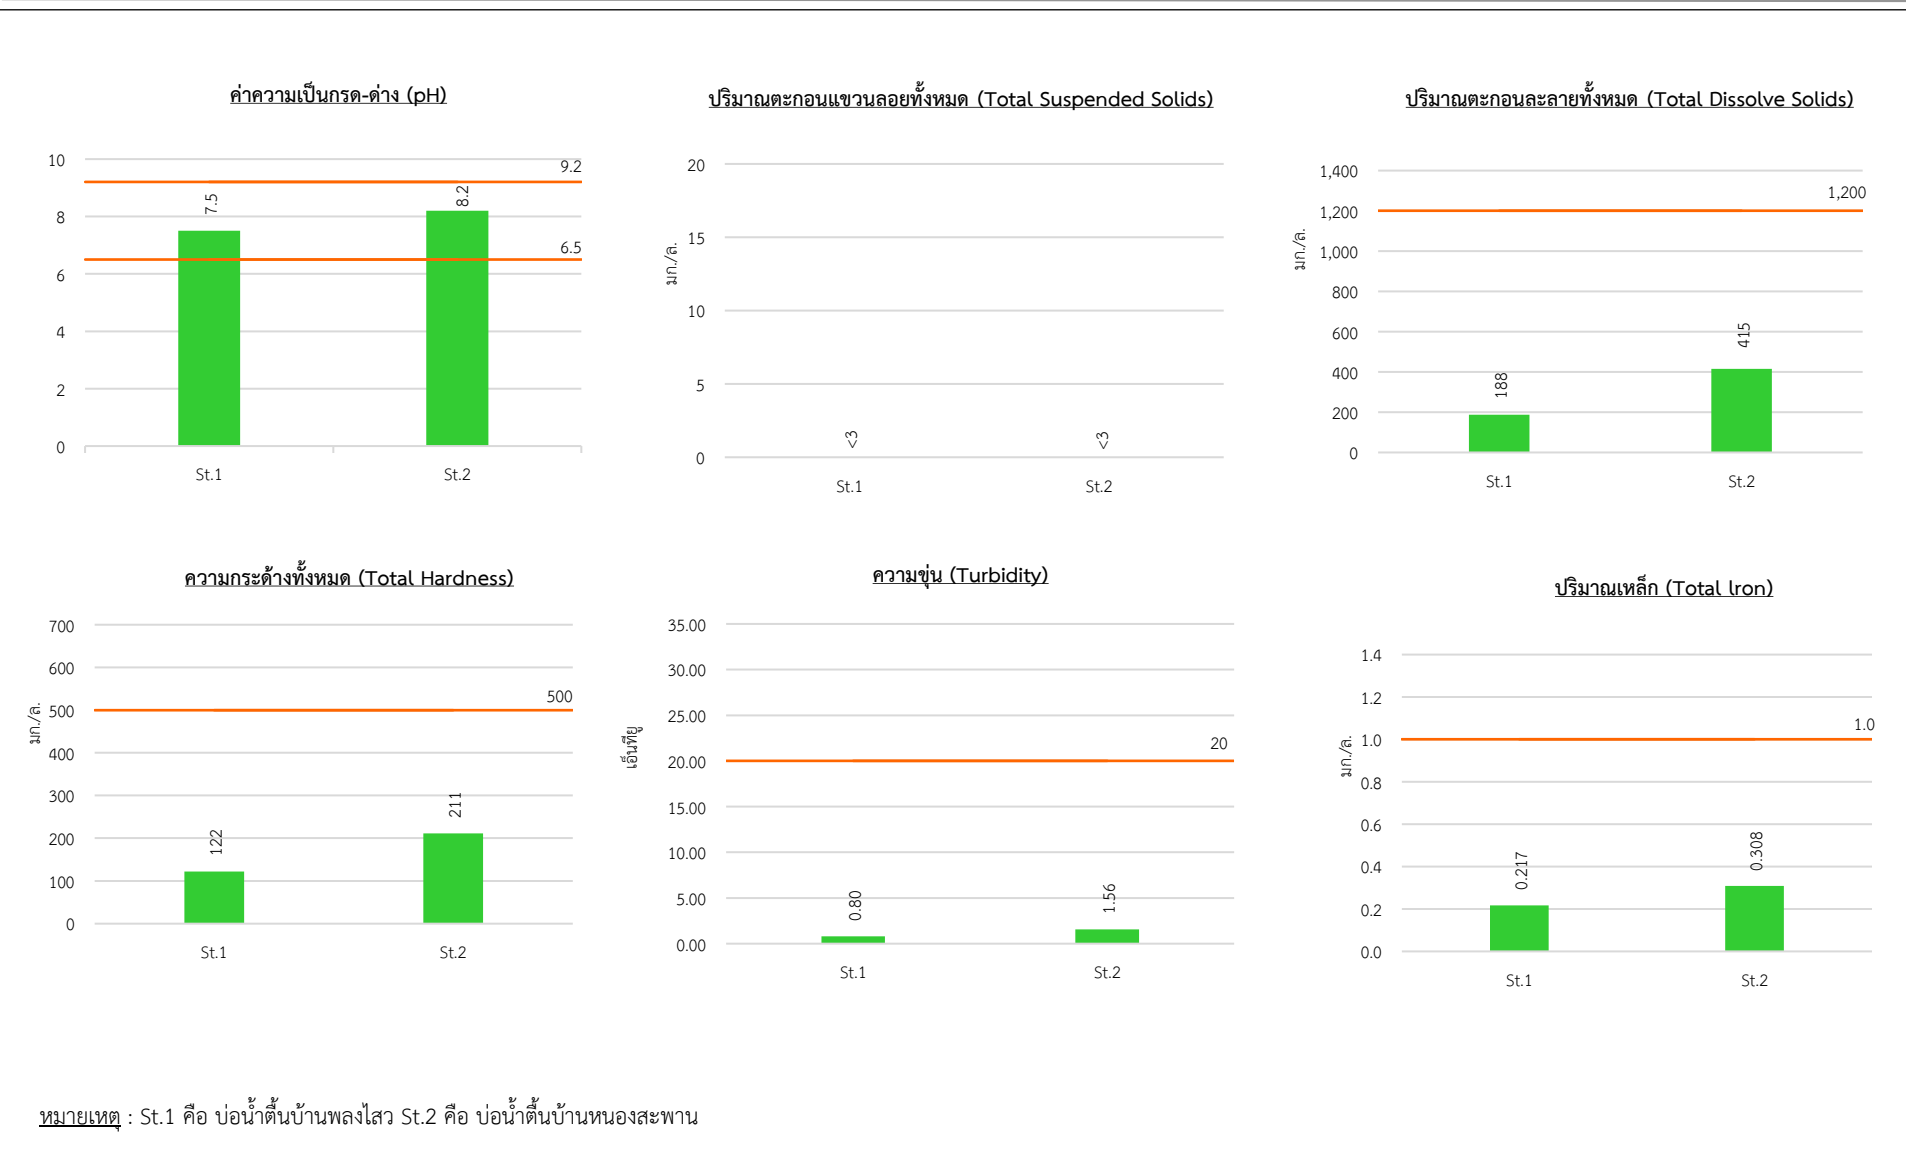 ค่าความเป็นกรด-ด่าง (pH)
10
8
6
4
2
0
9.2
6.5
7.5
8.2
St.1
St.2
ปริมาณตะกอนแขวนลอยทั้งหมด (Total Suspended Solids)
มก./ล.
20
15
10
5
0
<3
<3
St.1
St.2
ปริมาณตะกอนละลายทั้งหมด (Total Dissolve Solids)
มก./ล.
1,400
1,200
1,000
800
600
400
200
0
1,200
188
415
St.1
St.2
ความกระด้างทั้งหมด (Total Hardness)
มก./ล.
700
600
500
400
300
200
100
0
500
122
211
St.1
St.2
ความขุ่น (Turbidity)
เอ็นทียู
35.00
30.00
25.00
20.00
15.00
10.00
5.00
0.00
20
0.80
1.56
St.1
St.2
ปริมาณเหล็ก (Total lron)
มก./ล.
1.4
1.2
1.0
0.8
0.6
0.4
0.2
0.0
1.0
0.217
0.308
St.1
St.2
หมายเหตุ : St.1 คือ บ่อน้ำตื้นบ้านพลงไสว St.2 คือ บ่อน้ำตื้นบ้านหนองสะพาน